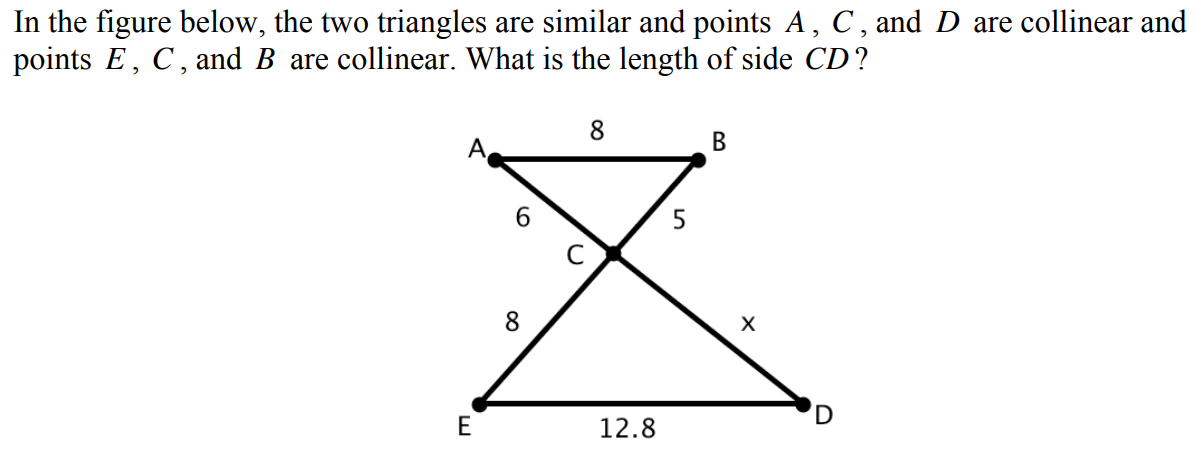 In the figure below, the two triangles are similar and points A, C, and D are collinear and
points E, C, and B are collinear. What is the length of side CD?
8
A
B
6
5
C
8
x
E
12.8
D